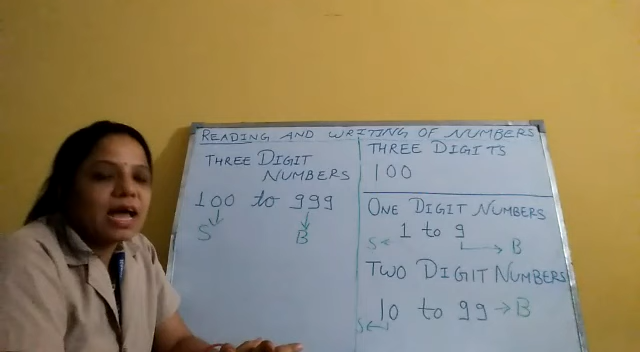 READING AND WRITING OF NUMBERS
THREE DIGIT
NUMBERS
100 to 999
S B
THREE DIGITS
100
ONE DIGIT NUMBERS
1 to 9
S B
TWO DIGIT NUMBERS
10 to 99 → B
S